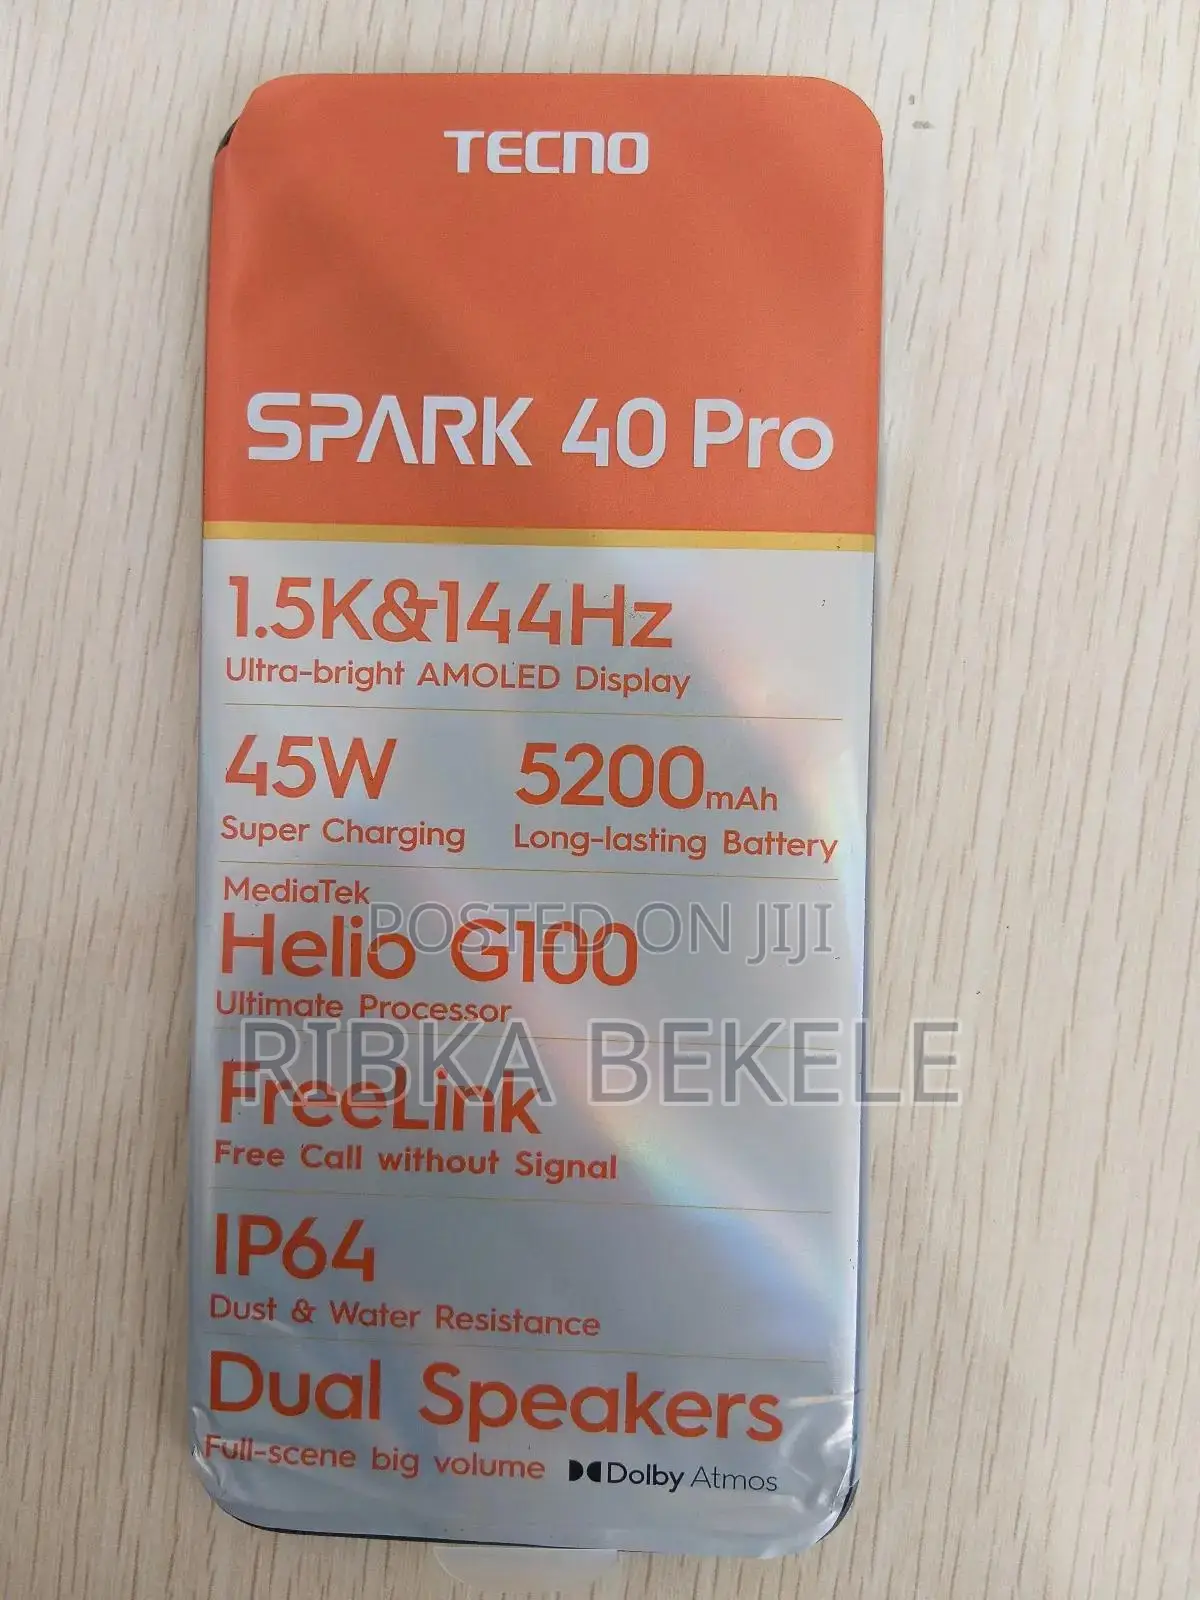 TECNO
SPARK 40 Pro
1.5K&144Hz
Ultra-bright AMOLED Display
45W 5200mAh
Super Charging Long-lasting Battery
MediaTek
Helio G100
POSTED ON JIJI
Ultimate Processor
RIBKA BEKELE
FreeLink
Free Call without Signal
IP64
Dust & Water Resistance
Dual Speakers
Full-scene big volume Dolby Atmos